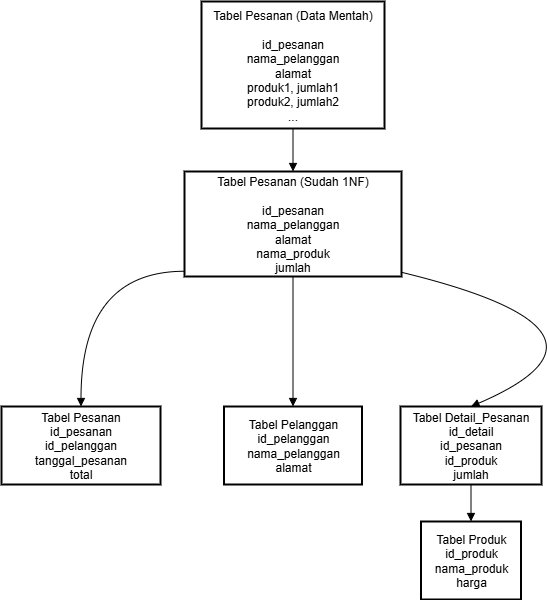 Tabel Pesanan (Data Mentah)
id_pesanan
nama_pelanggan
alamat
produk1, jumlah1
produk2, jumlah2
...
Tabel Pesanan (Sudah 1NF)
id_pesanan
nama_pelanggan
alamat
nama_produk
jumlah
Tabel Pesanan
id_pesanan
id_pelanggan
tanggal_pesanan
total
Tabel Pelanggan
id_pelanggan
nama_pelanggan
alamat
Tabel Detail_Pesanan
id_detail
id_pesanan
id_produk
jumlah
Tabel Produk
id_produk
nama_produk
harga